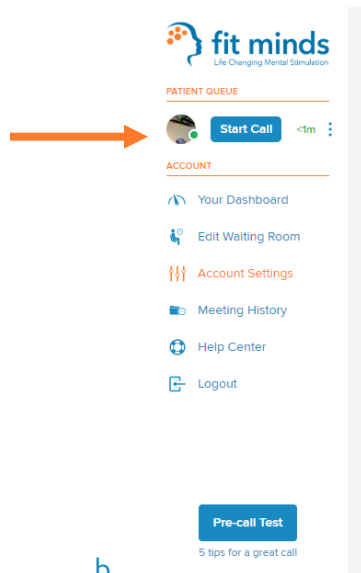 fit minds
Life Changing Mental Stimulation
PATIENT QUEUE
Start Call <1m
ACCOUNT
Your Dashboard
Edit Waiting Room
Account Settings
Meeting History
Help Center
Logout
Pre-call Test
5 tips for a great call
b